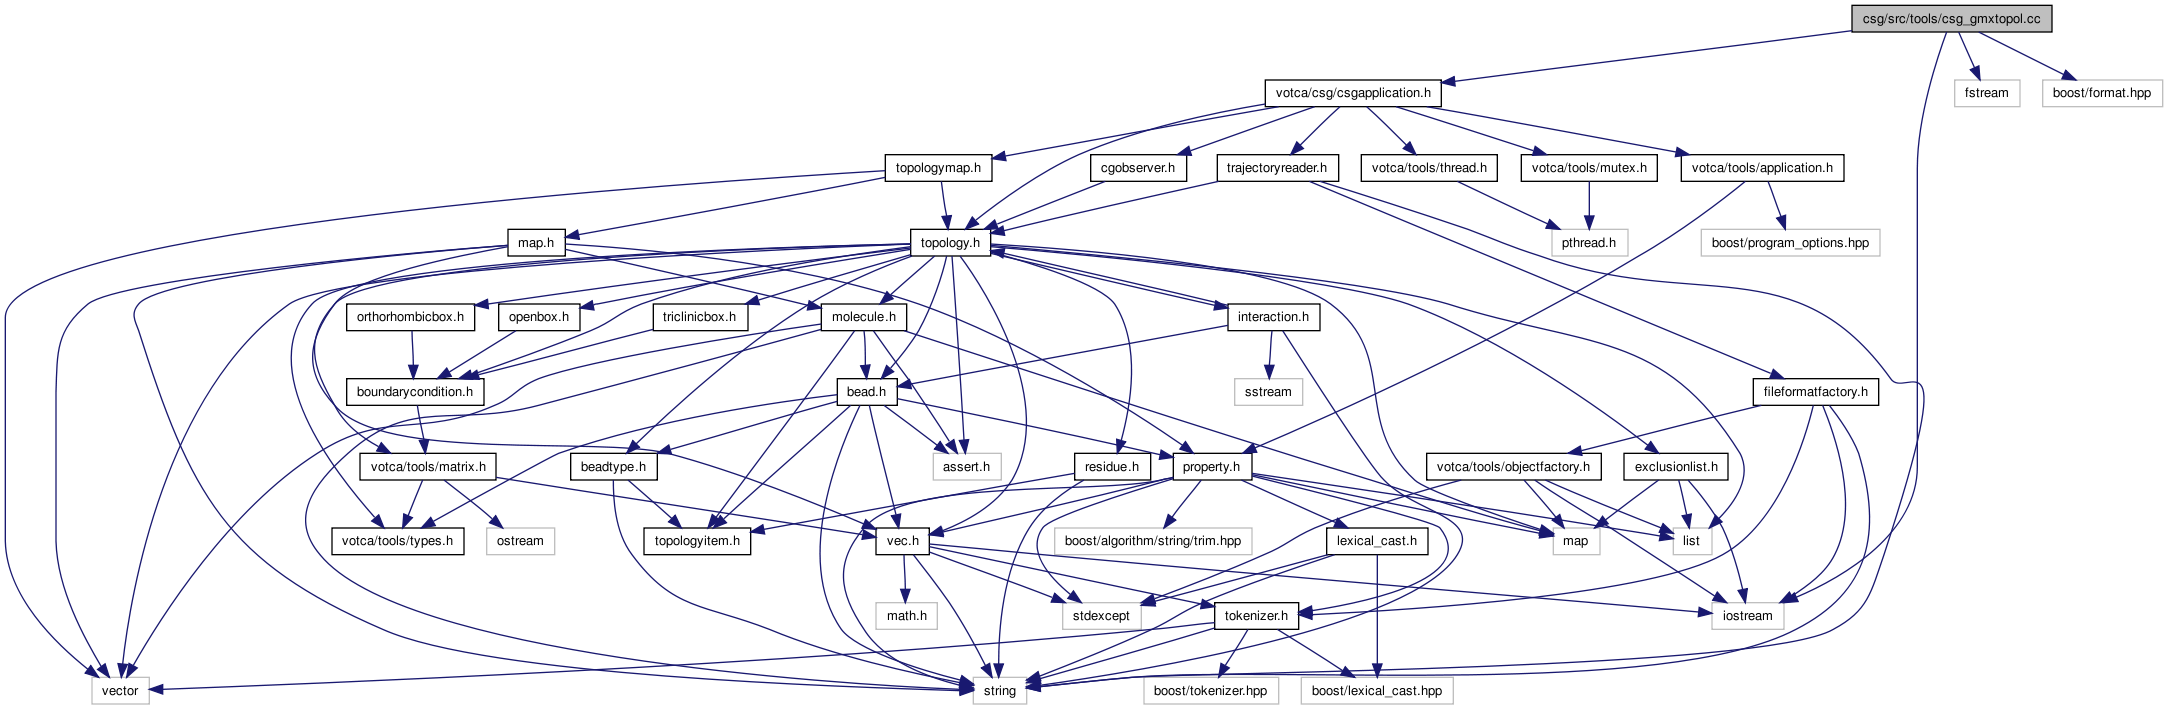 csg/src/tools/csg_gmxtopol.cc
votca/csg/csgapplication.h
fstream
boost/format.hpp
topologymap.h
cgobserver.h
trajectoryreader.h
votca/tools/thread.h
votca/tools/mutex.h
votca/tools/application.h
map.h
topology.h
pthread.h
boost/program_options.hpp
orthorhombicbox.h
openbox.h
triclinicbox.h
molecule.h
interaction.h
boundarycondition.h
bead.h
sstream
fileformatfactory.h
votca/tools/matrix.h
beadtype.h
assert.h
residue.h
property.h
votca/tools/objectfactory.h
exclusionlist.h
votca/tools/types.h
ostream
topologyitem.h
vec.h
boost/algorithm/string/trim.hpp
lexical_cast.h
map
list
math.h
stdexcept
tokenizer.h
iostream
vector
string
boost/tokenizer.hpp
boost/lexical_cast.hpp